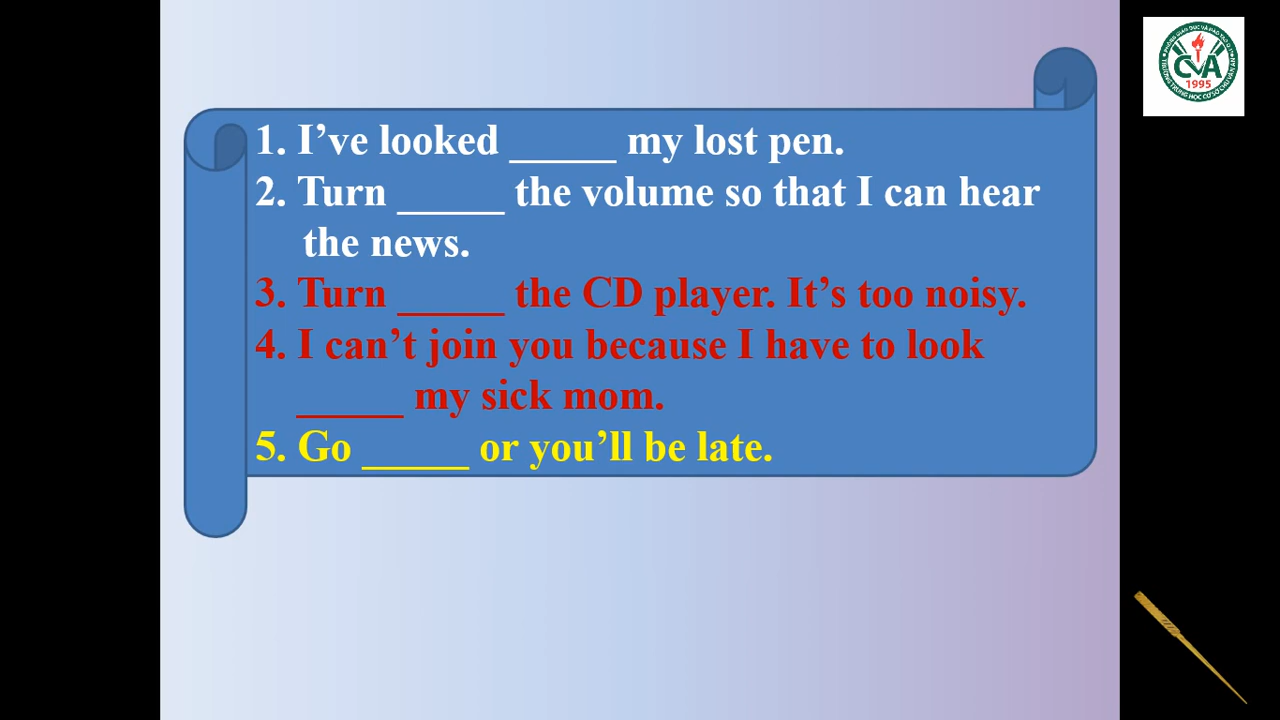 1. I’ve looked _____ my lost pen.
2. Turn _____ the volume so that I can hear
the news.
3. Turn _____ the CD player. It’s too noisy.
4. I can’t join you because I have to look
_____ my sick mom.
5. Go _____ or you’ll be late.
CVA
1995